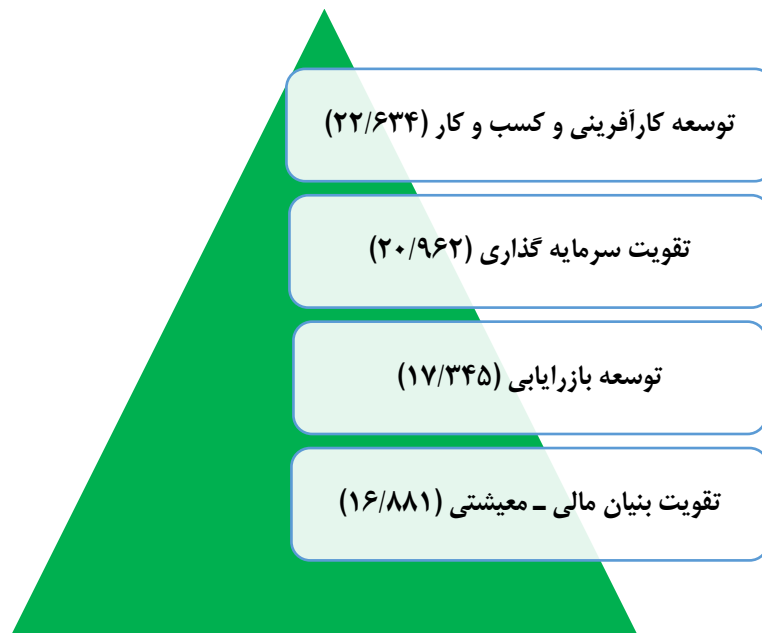 توسعه کارآفرینی و کسب و کار (۲۲/۶۳۴)
تقویت سرمایه گذاری (۲۰/۹۶۲)
توسعه بازرایابی (۱۷/۳۴۵)
تقویت بنیان مالی ـ معیشتی (۱۶/۸۸۱)